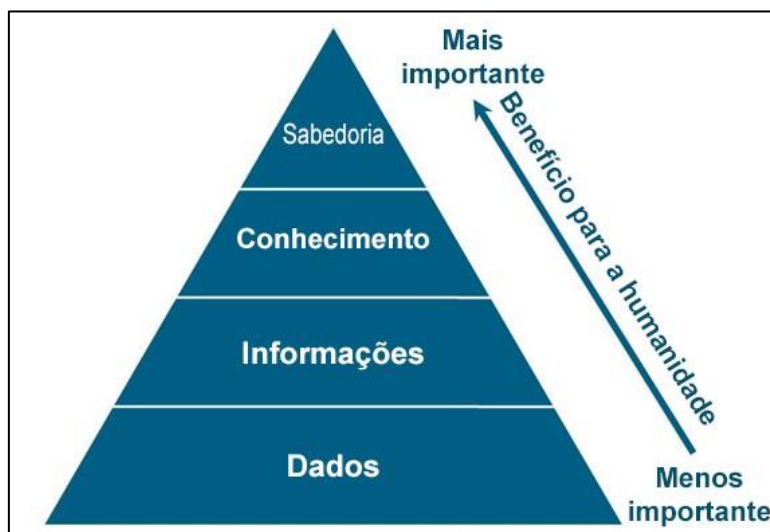 Mais
importante
Sabedoria
Benefício para a humanidade
Conhecimento
Informações
Dados
Menos
importante